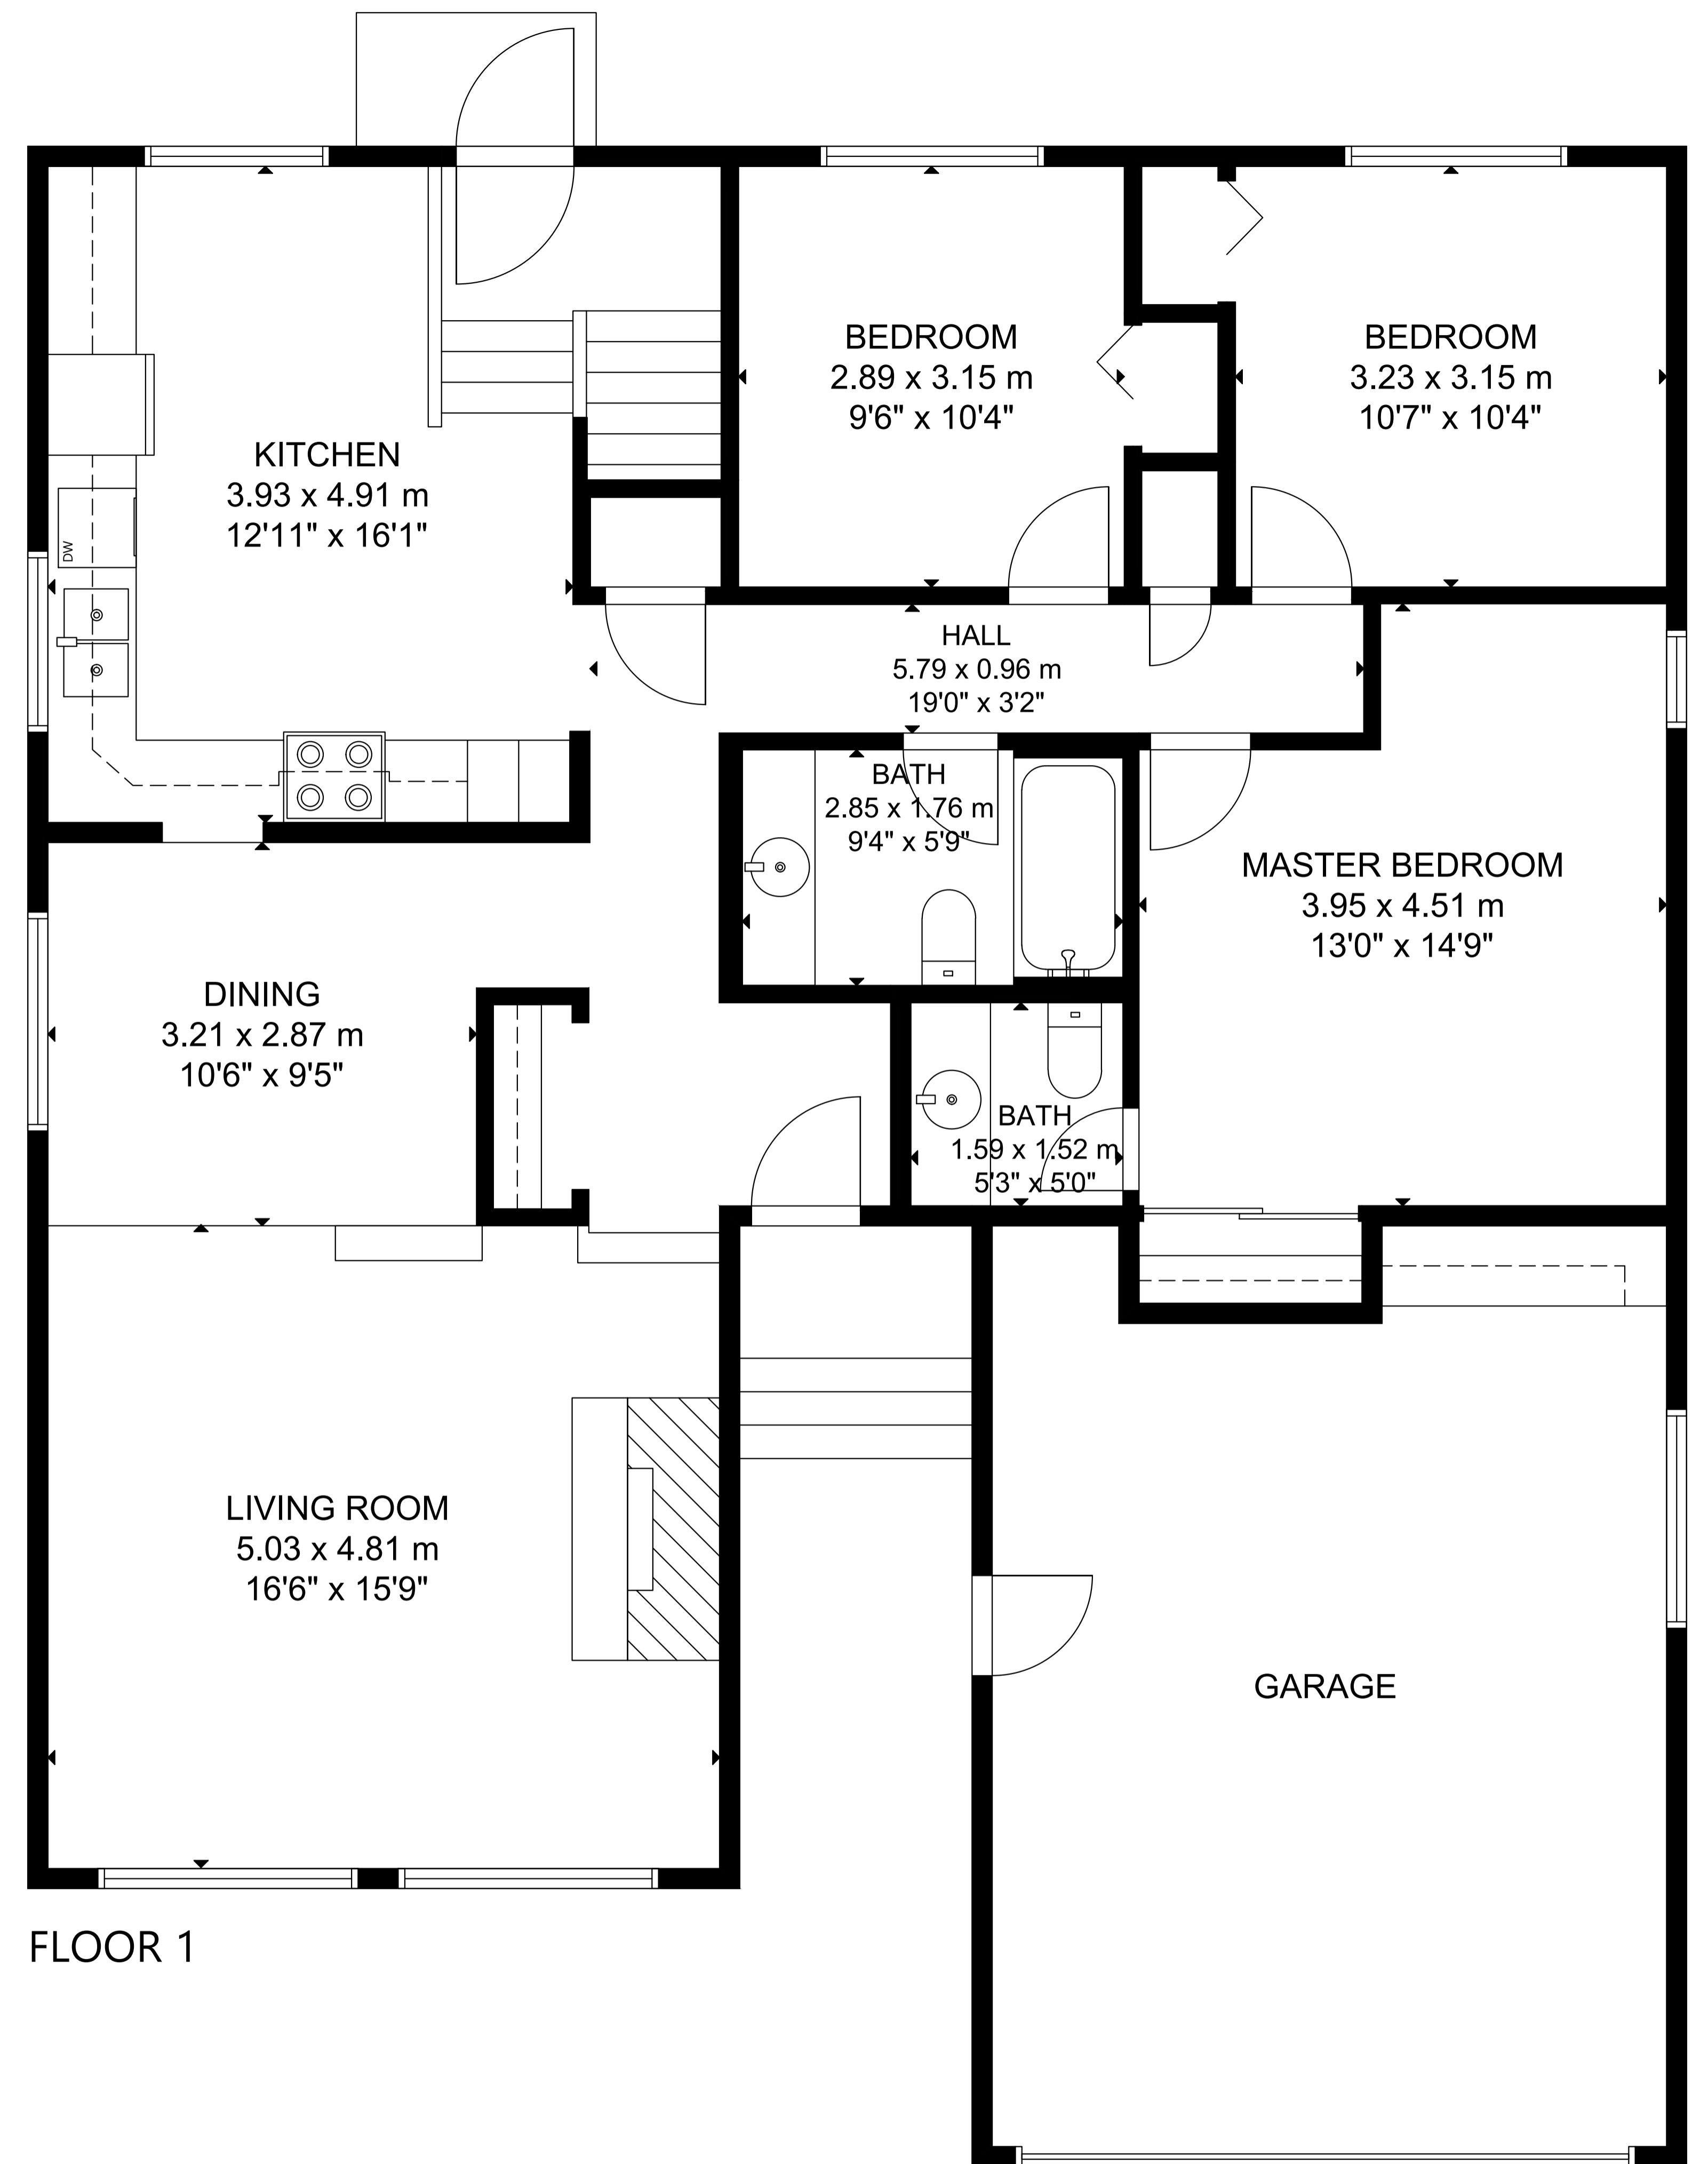 BEDROOM
2.89 x 3.15 m
9'6" x 10'4"
BEDROOM
3.23 x 3.15 m
10'7" x 10'4"
KITCHEN
3.93 x 4.91 m
12'11" x 16'1"
DW
HALL
5.79 x 0.96 m
19'0" x 3'2"
BATH
2.85 x 1.76 m
9'4" x 5'9"
MASTER BEDROOM
3.95 x 4.51 m
13'0" x 14'9"
DINING
3.21 x 2.87 m
10'6" x 9'5"
BATH
1.59 x 1.52 m
5'3" x 5'0"
LIVING ROOM
5.03 x 4.81 m
16'6" x 15'9"
GARAGE
FLOOR 1